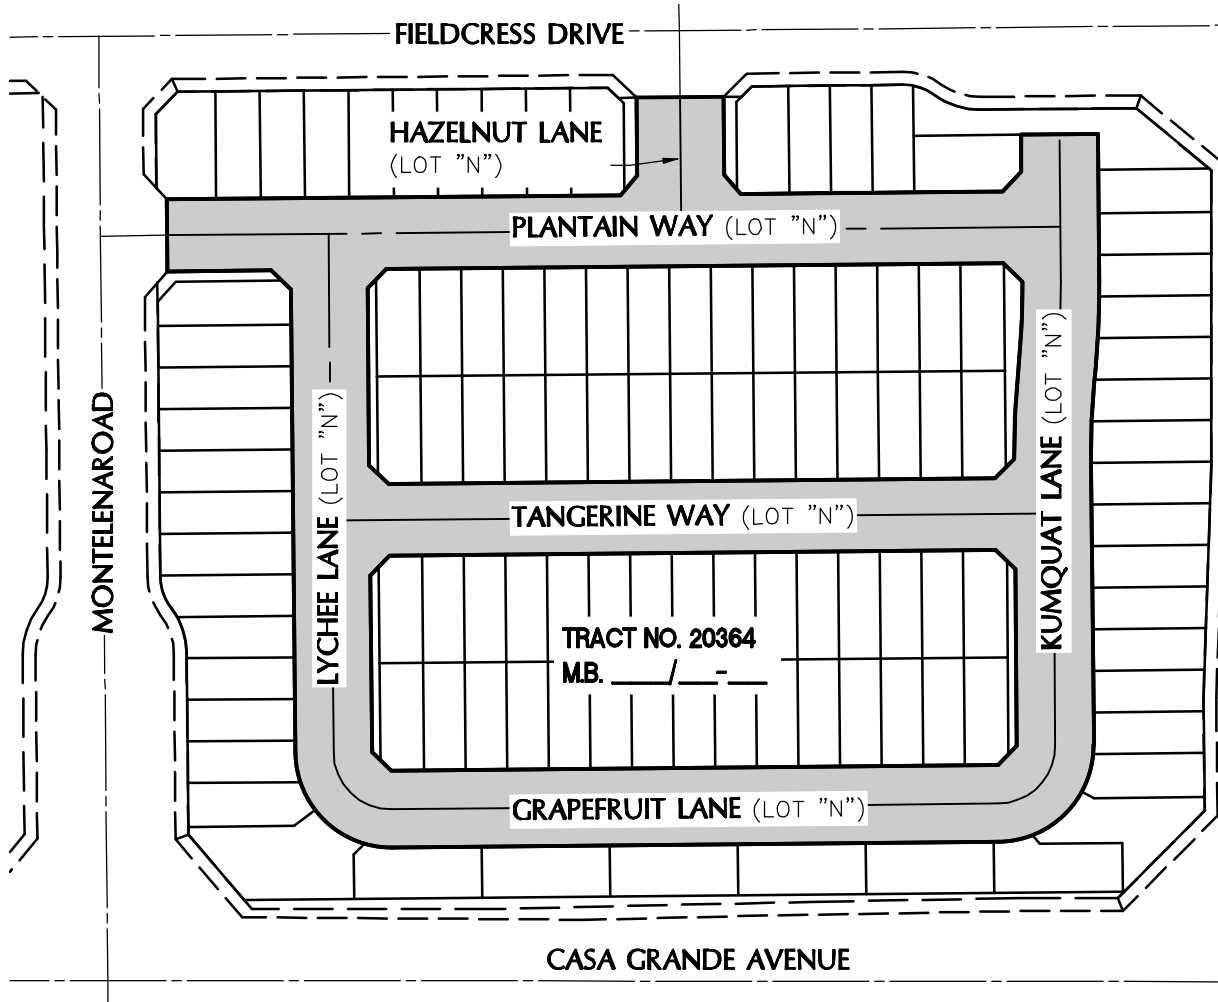 FIELDCRESS DRIVE
HAZELNUT LANE
(LOT "N")
PLANTAIN WAY (LOT "N")
MONTELENAROAD
LYCHEE LANE (LOT "N")
KUMQUAT LANE (LOT "N")
TANGERINE WAY (LOT "N")
TRACT NO. 20364
M.B. ____/___-___
GRAPEFRUIT LANE (LOT "N")
CASA GRANDE AVENUE